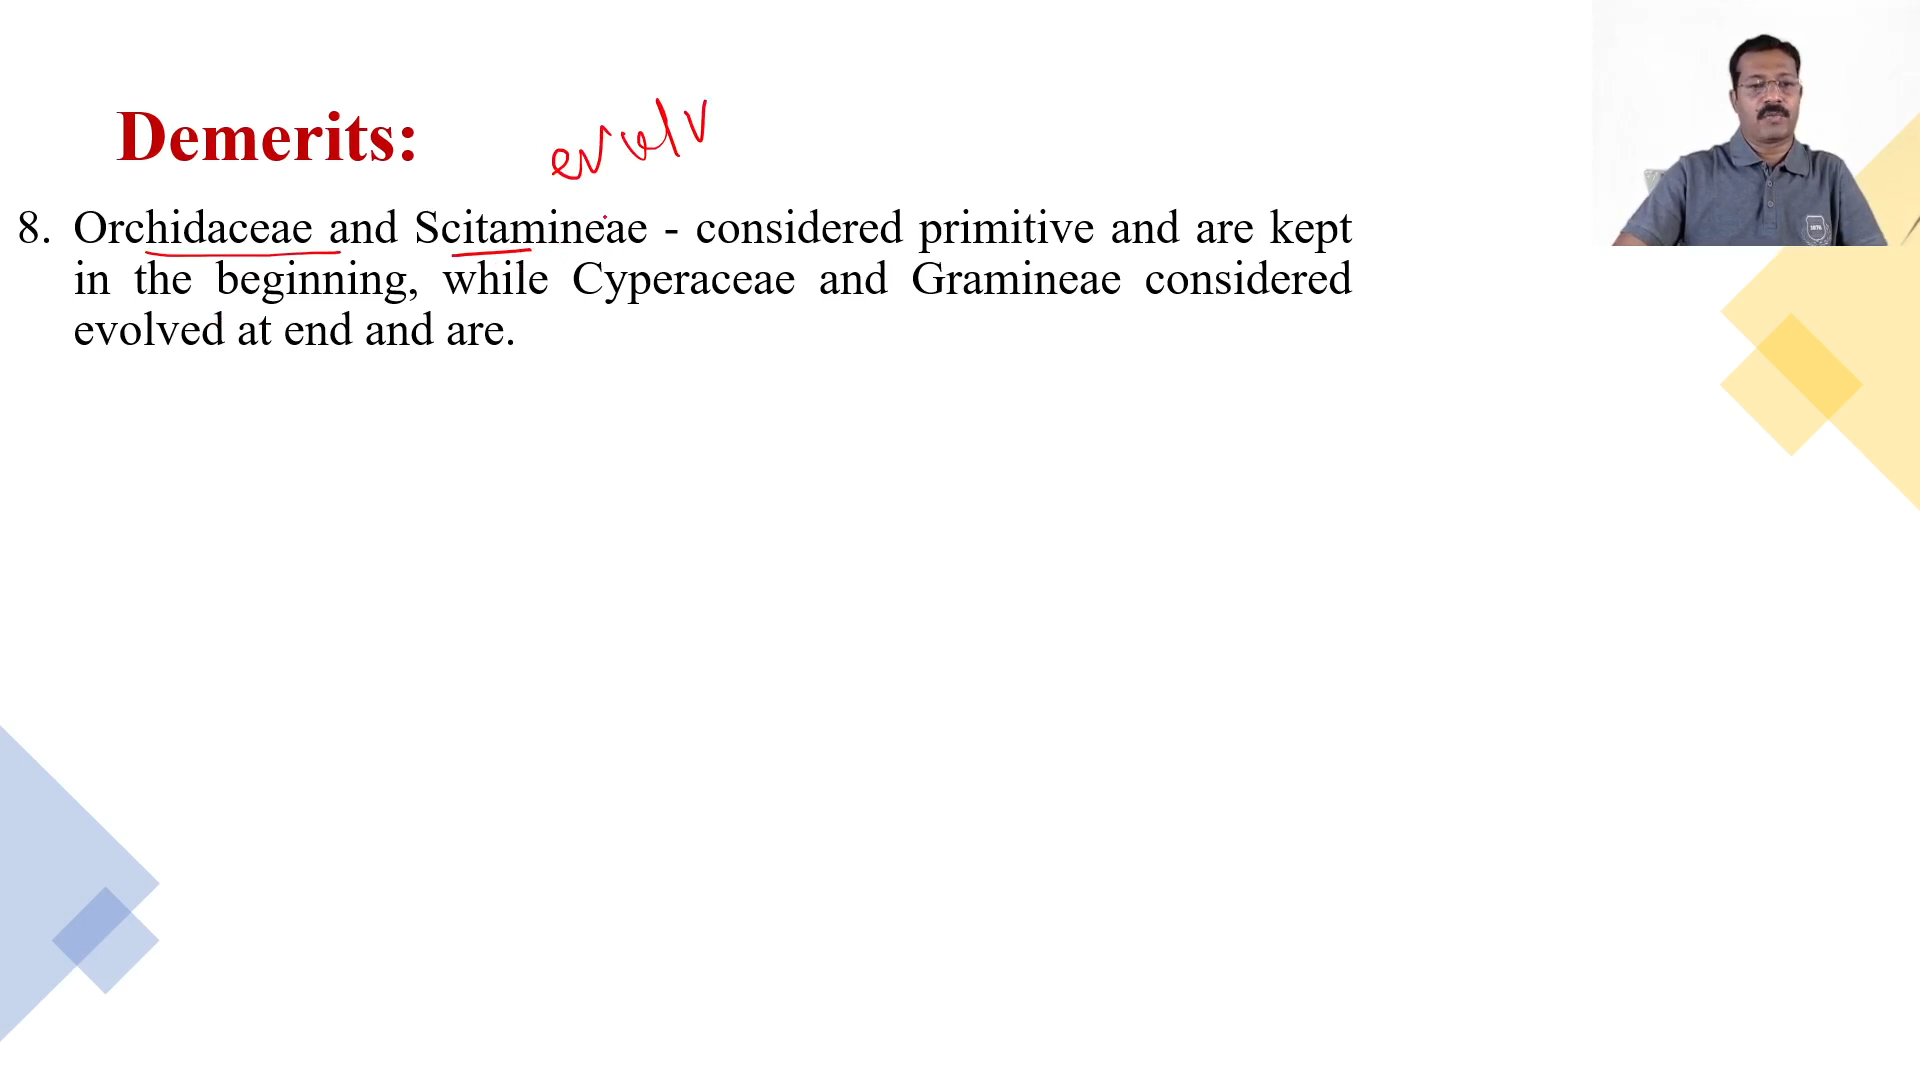 Demerits:
evolv
8. Orchidaceae and Scitamineae - considered primitive and are kept
in the beginning, while Cyperaceae and Gramineae considered
evolved at end and are.